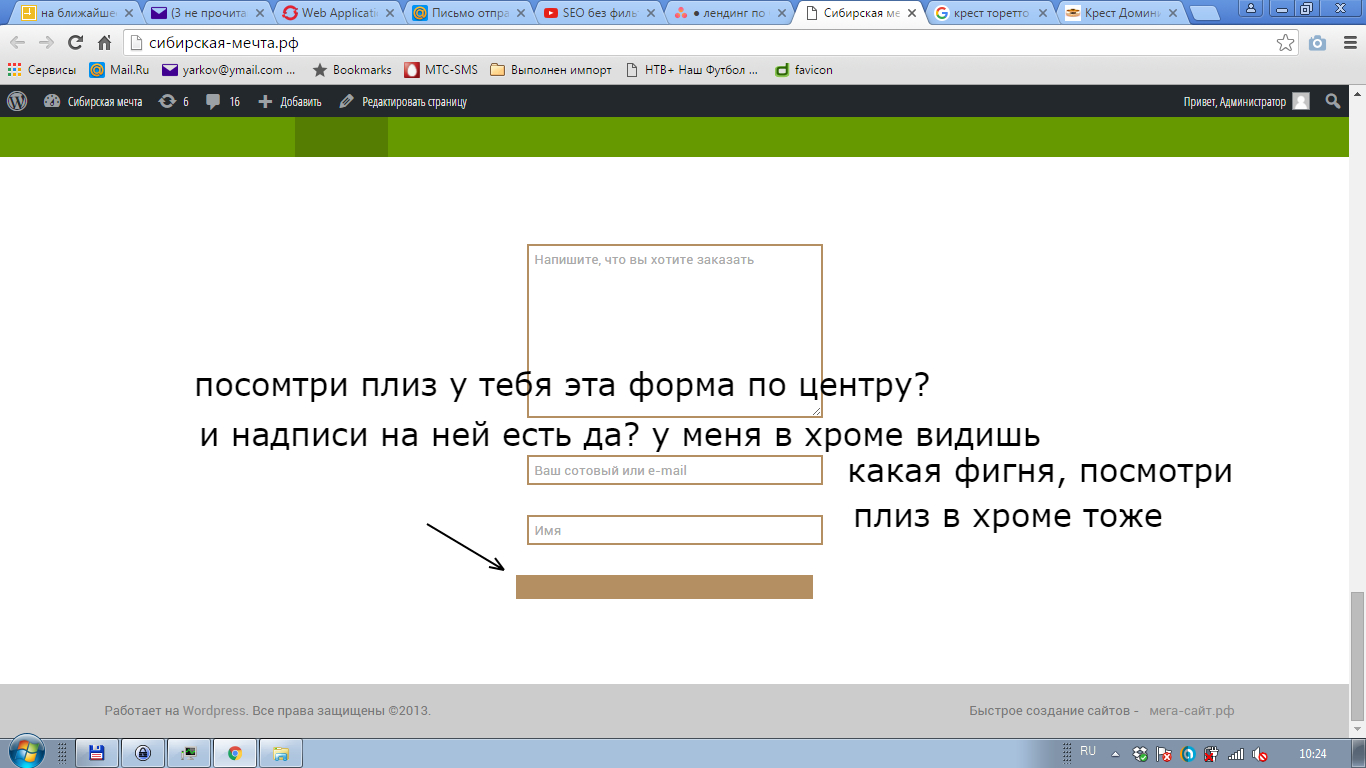 на ближайше
(3 не прочита
Web Applicati
Письмо отпра
SEO без филь
● лендинг по
Сибирская ме
крест торетто
Крест Домини
сибирская-мечта.рф
Сервисы
Mail.Ru
yarkov@ymail.com ...
Bookmarks
МТС-SMS
Выполнен импорт
НТВ+ Наш Футбол ...
favicon
Сибирская мечта
6
16
Добавить
Редактировать страницу
Привет, Администратор
Напишите, что вы хотите заказать
посомтри плиз у тебя эта форма по центру?
и надписи на ней есть да? у меня в хроме видишь
какая фигня, посмотри
Ваш сотовый или e-mail
плиз в хроме тоже
Имя
Работает на Wordpress. Все права защищены ©2013.
Быстрое создание сайтов - мега-сайт.рф
RU
10:24